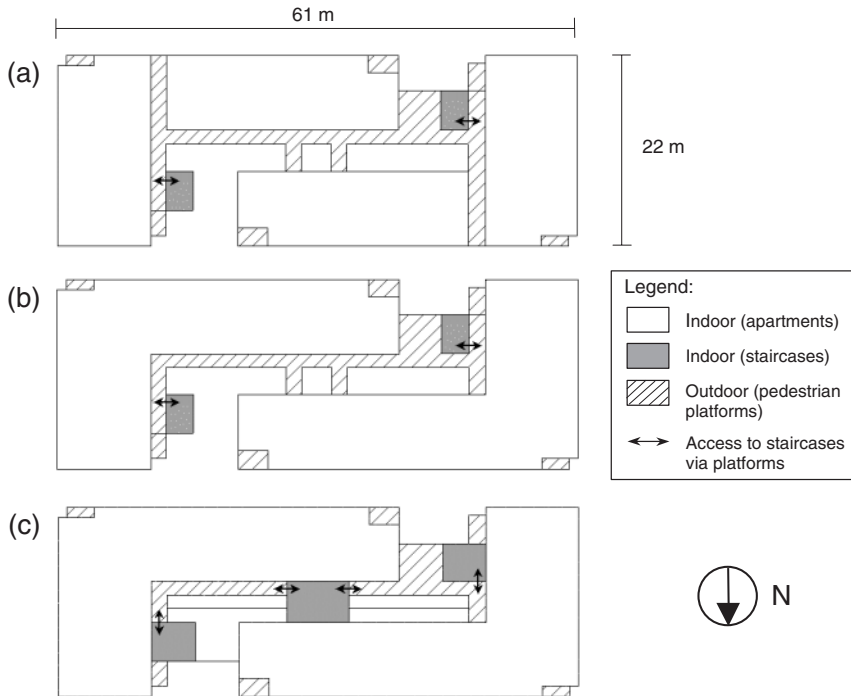 61 m
(a)
22 m
(b)
Legend:
Indoor (apartments)
Indoor (staircases)
Outdoor (pedestrian
platforms)
Access to staircases
via platforms
(c)
N